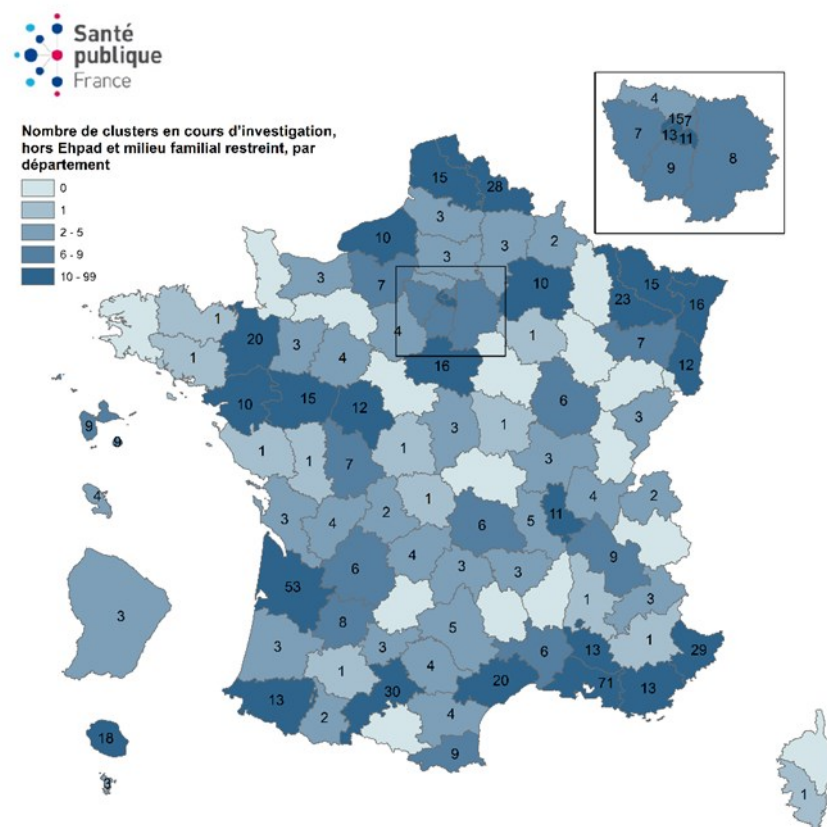 Santé
publique
France
Nombre de clusters en cours d'investigation,
hors Ehpad et milieu familial restreint, par
département
0
1
2 - 5
6 - 9
10 - 99
4
15 7
7 13 11
9 8
15 28
3
10 3 2
3 3
7 10 15
23 16
1 4 1 7
20 3 4 12
1 16
10 15 12 6
9 3 3
9 1 1 7 1 1
3
4 3 4 2 1 5 11 4 2
6
6 4 9
53 3 3
3 8 1 3
5
3 3 1
1 4 6 13 29
13 30 20 71 13
2 4
18 9
3 1